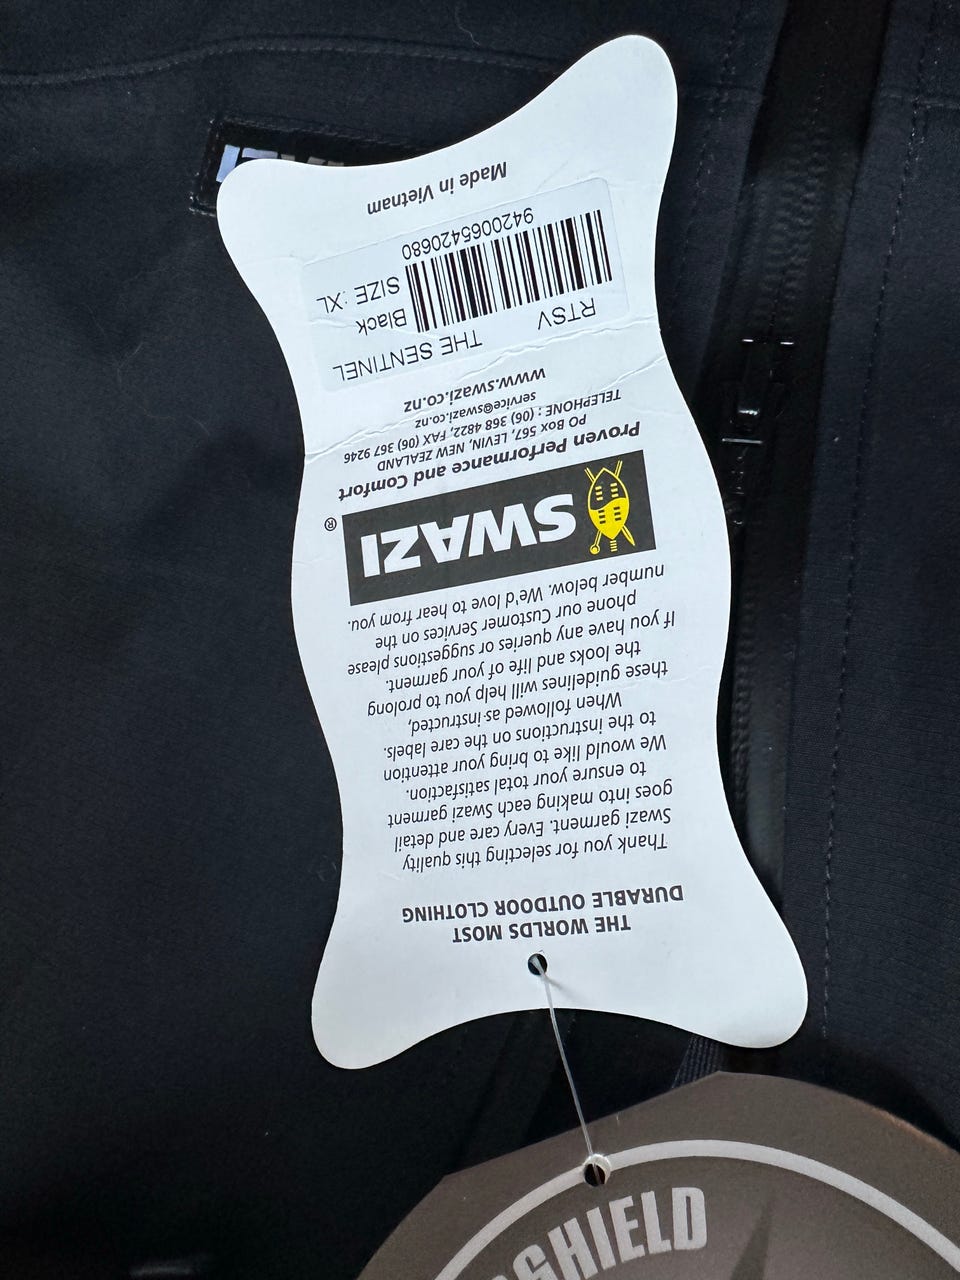 THE WORLDS MOST
DURABLE OUTDOOR CLOTHING
Thank you for selecting this quality
Swazi garment. Every care and detail
goes into making each Swazi garment
to ensure your total satisfaction.
We would like to bring your attention
to the instructions on the care labels.
When followed as instructed,
these guidelines will help you to prolong
the looks and life of your garment.
If you have any queries or suggestions please
phone our Customer Services on the
number below. We'd love to hear from you.
SWAZI ®
Proven Performance and Comfort
PO Box 567, LEVIN, NEW ZEALAND
TELEPHONE : (06) 368 4822, FAX (06) 367 9246
service@swazi.co.nz
www.swazi.co.nz
THE SENTINEL
RTSV Black
SIZE :XL
9420065420680
Made in Vietnam
SHIELD